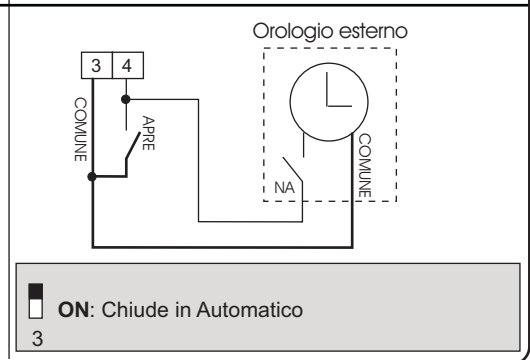 Orologio esterno
3 4
COMUNE
APRE
NA
COMUNE
ON: Chiude in Automatico
3